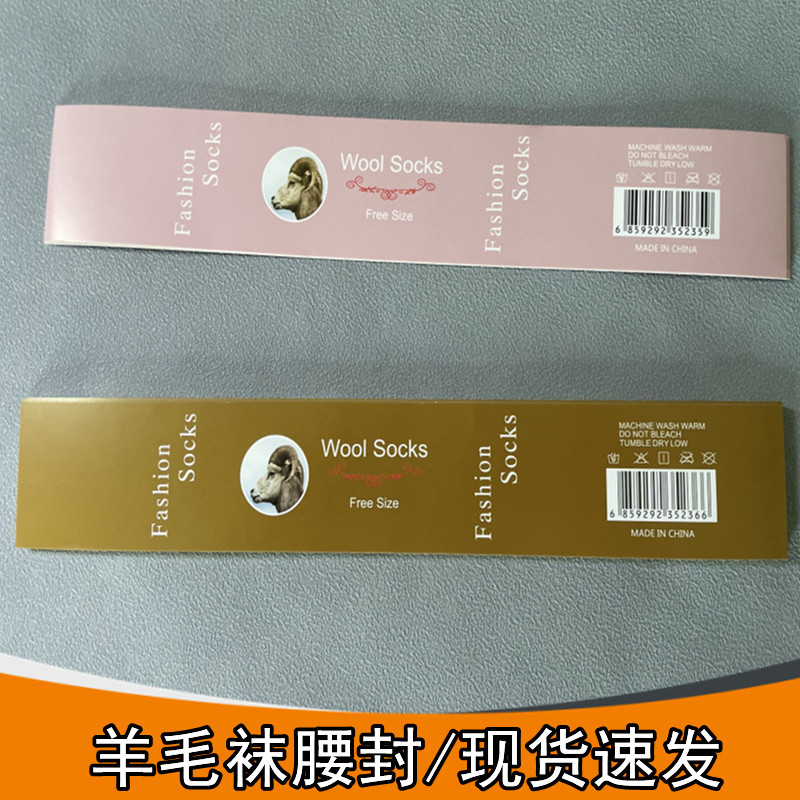 Fashion
Socks
Wool Socks
Free Size
Fashion
Socks
MACHINE WASH WARM
DO NOT BLEACH
TUMBLE DRY LOW
6 859292 352359
MADE IN CHINA
Fashion
Socks
Wool Socks
Free Size
Fashion
Socks
MACHINE WASH WARM
DO NOT BLEACH
TUMBLE DRY LOW
6 859292 352366
MADE IN CHINA
羊毛袜腰封/现货速发